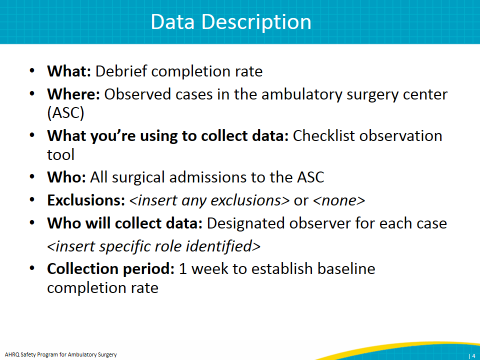 Data Description
• What: Debrief completion rate
• Where: Observed cases in the ambulatory surgery center
(ASC)
• What you’re using to collect data: Checklist observation
tool
• Who: All surgical admissions to the ASC
• Exclusions: <insert any exclusions> or <none>
• Who will collect data: Designated observer for each case
<insert specific role identified>
• Collection period: 1 week to establish baseline
completion rate
AHRQ Safety Program for Ambulatory Surgery
| 4